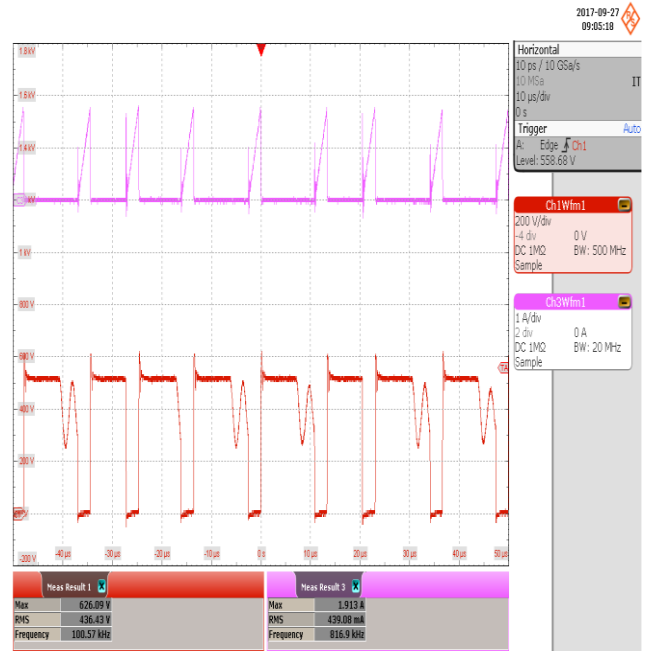 2017-09-27
09:05:18
Horizontal
10 ps / 10 GSa/s
10 MSa IT
10 µs/div
0 s
Trigger Auto
A: Edge Ch1
Level: 558.68 V
Ch1Wfm1
200 V/div
-4 div 0 V
DC 1MΩ BW: 500 MHz
Sample
Ch3Wfm1
1 A/div
2 div 0 A
DC 1MΩ BW: 20 MHz
Sample
1.8 kV
1.6 kV
1.4 kV
kV
1 kV
800 V
600 V
TA
400 V
200 V
-200 V
-40 µs -30 µs -20 µs -10 µs 0 s 10 µs 20 µs 30 µs 40 µs 50 µs
Meas Result 1 Meas Result 3
Max 626.09 V Max 1.913 A
RMS 436.43 V RMS 439.08 mA
Frequency 100.57 kHz Frequency 816.9 kHz